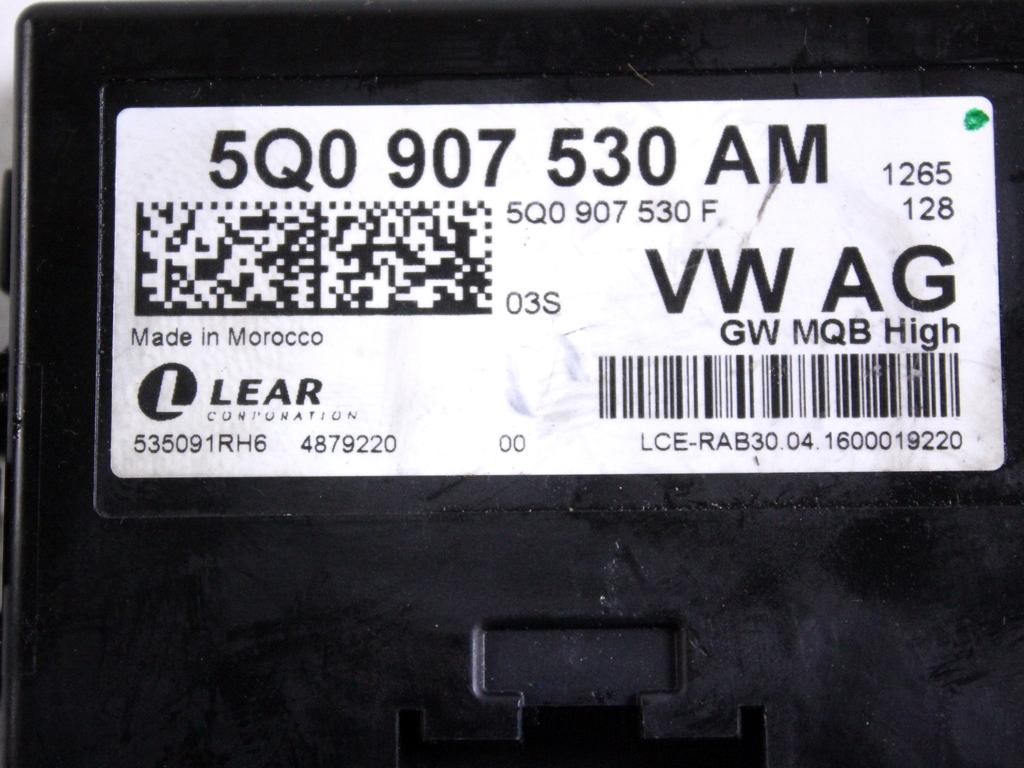 5Q0 907 530 AM 1265
5Q0 907 530 F 128
03S VW AG
Made in Morocco GW MQB High
LEAR
CORPORATION
535091RH6 4879220 00 LCE-RAB30.04.1600019220